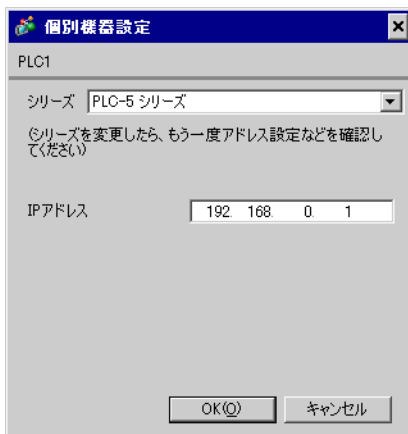 個別機器設定
PLC1
シリーズ PLC-5 シリーズ
(シリーズを変更したら、もう一度アドレス設定などを確認し
てください)
IPアドレス 192. 168. 0. 1
OK(O) キャンセル